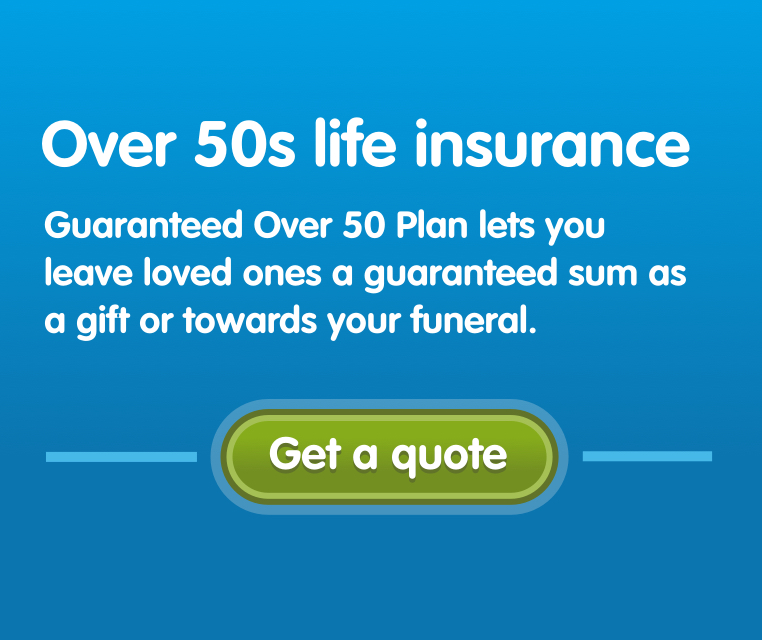 Over 50s life insurance
Guaranteed Over 50 Plan lets you
leave loved ones a guaranteed sum as
a gift or towards your funeral.
Get a quote